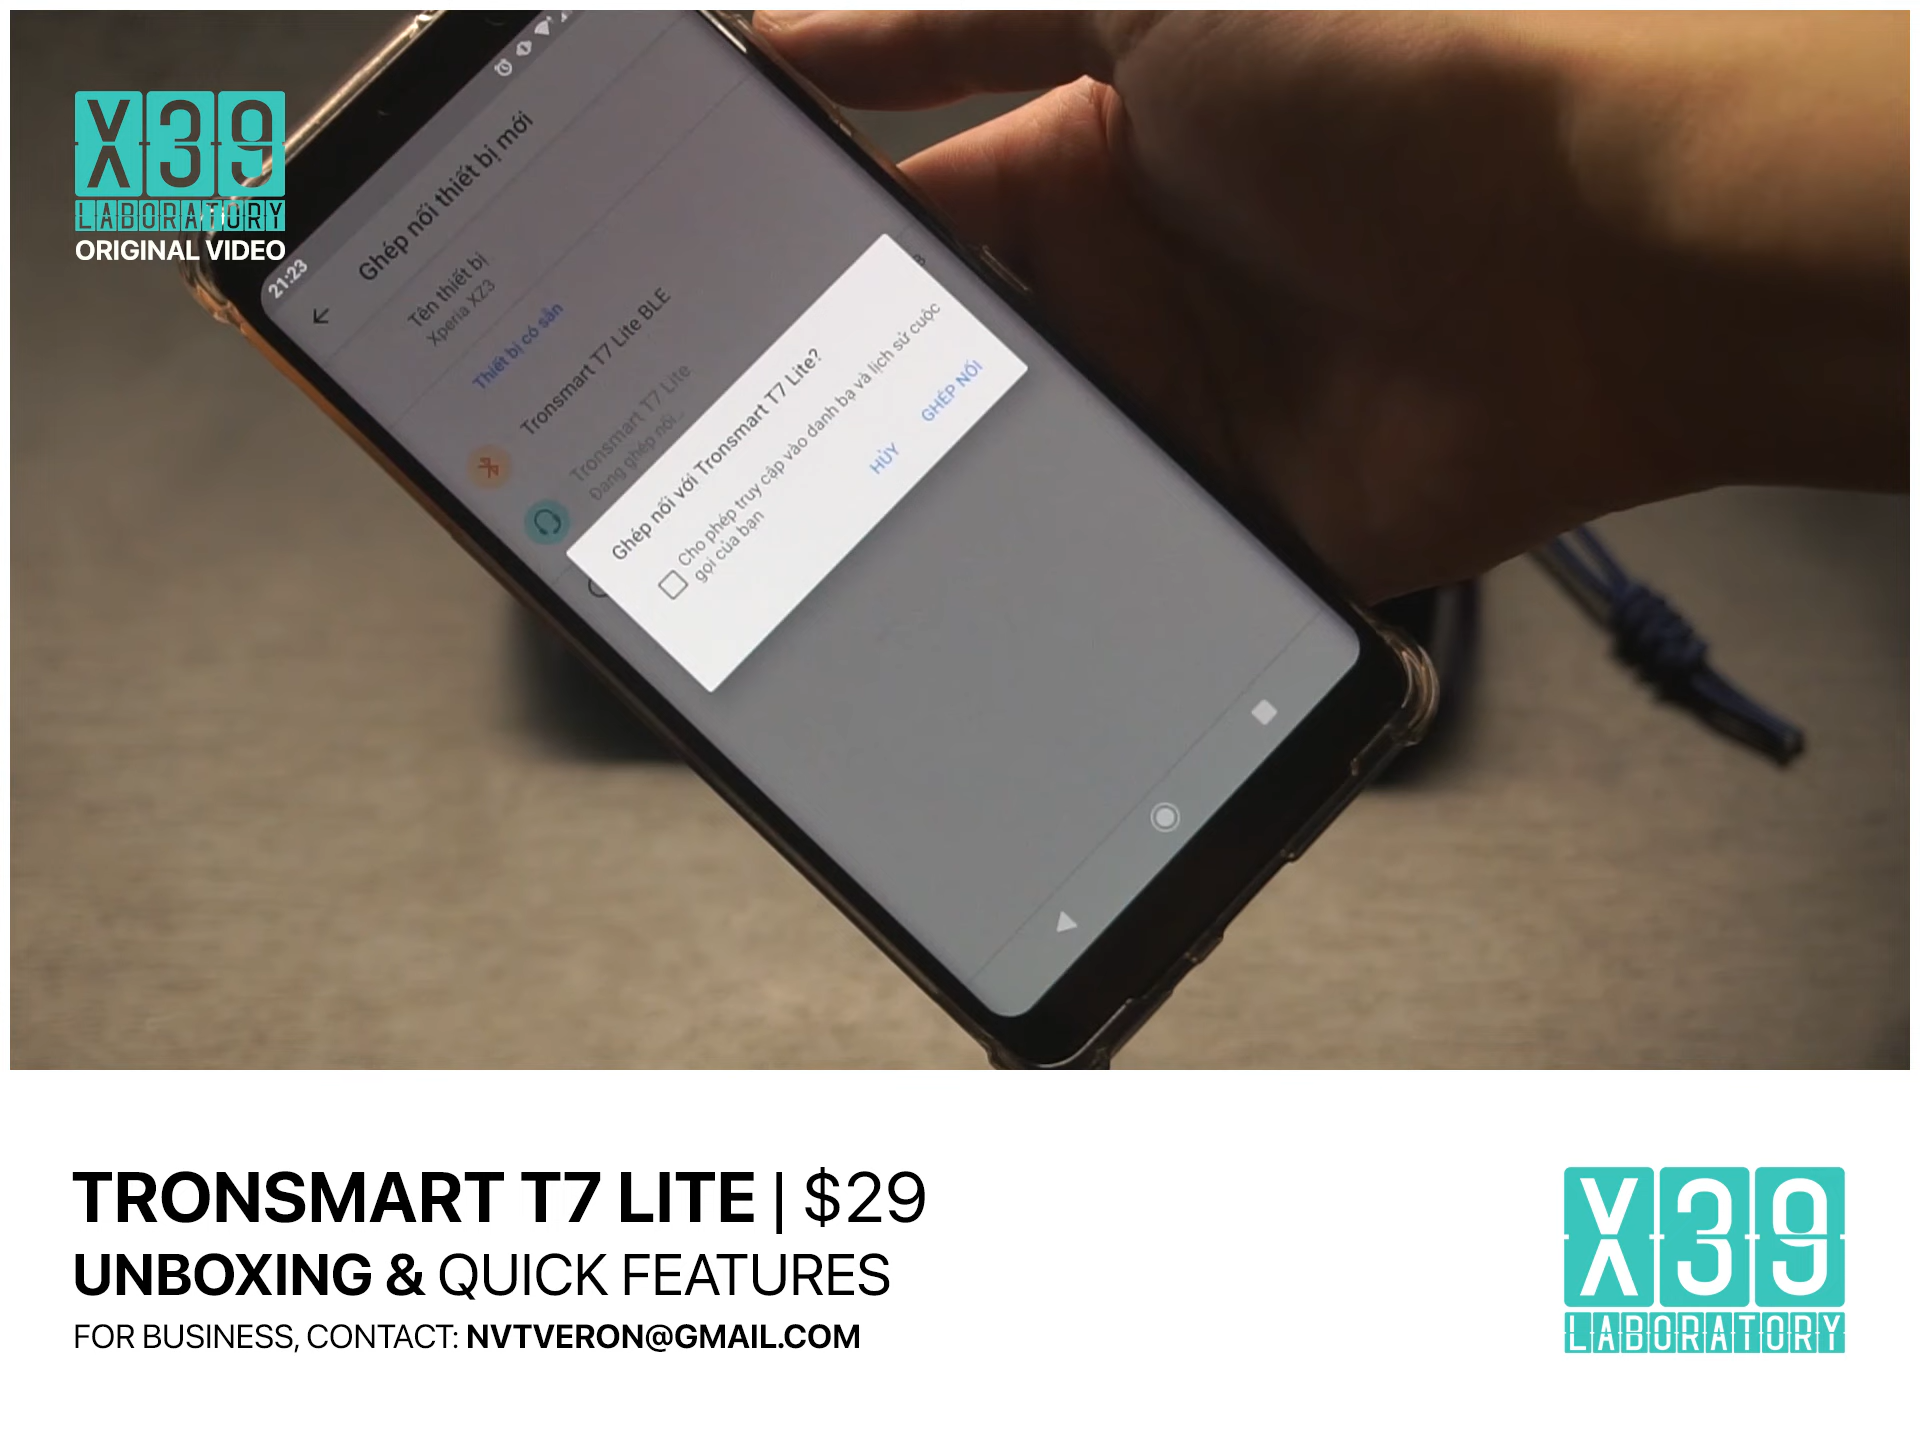 X39
LABORATORY
ORIGINAL VIDEO
21:23
Ghép nối thiết bị mới
Tên thiết bị
Xperia XZ3
Thiết bị có sẵn
Tronsmart T7 Lite BLE
Tronsmart T7 Lite
Đang ghép nối...
Ghép nối với Tronsmart T7 Lite?
Cho phép truy cập vào danh bạ và lịch sử cuộc
gọi của bạn
HỦY
GHÉP NỐI
TRONSMART T7 LITE | $29
UNBOXING & QUICK FEATURES
FOR BUSINESS, CONTACT: NVTVERON@GMAIL.COM
X39
LABORATORY